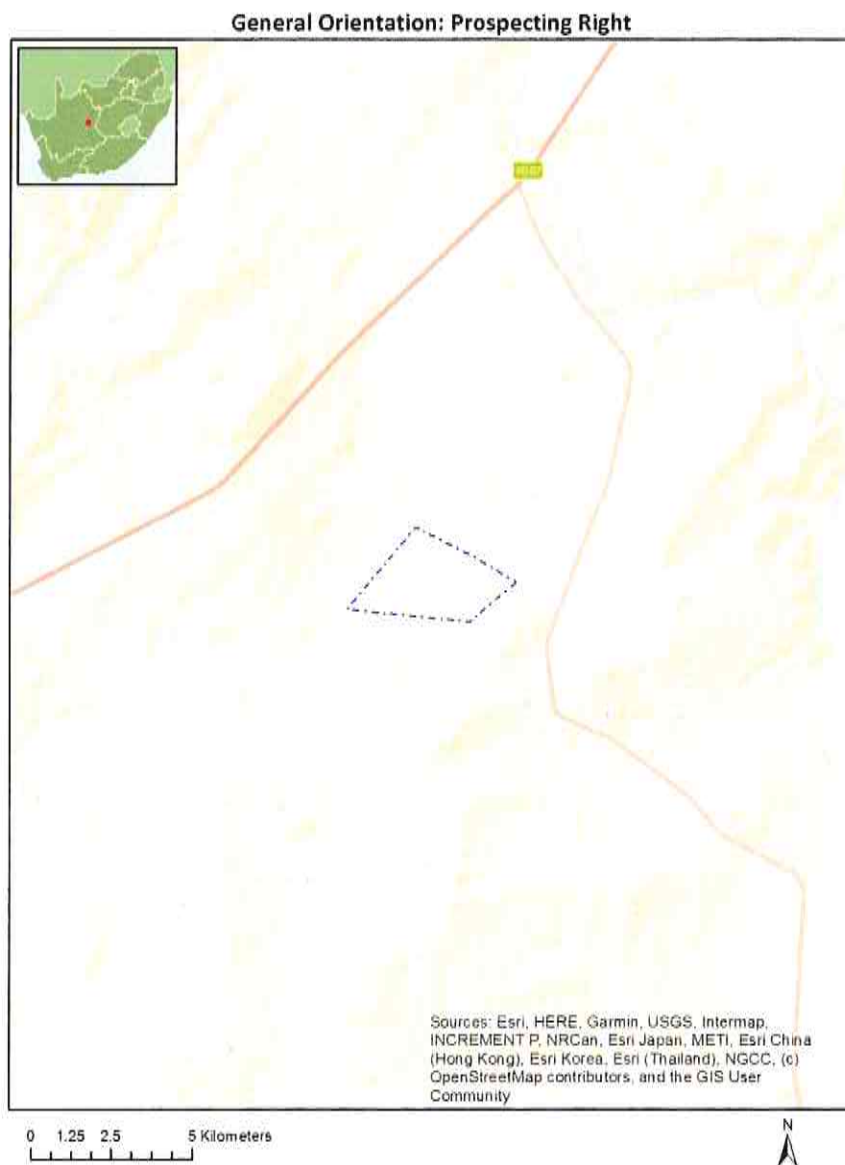 General Orientation: Prospecting Right
Sources: Esri, HERE, Garmin, USGS, Intermap,
INCREMENT P, NRCan, Esri Japan, METI, Esri China
(Hong Kong), Esri Korea, Esri (Thailand), NGCC, (c)
OpenStreetMap contributors, and the GIS User
Community
0 1.25 2.5 5 Kilometers
N